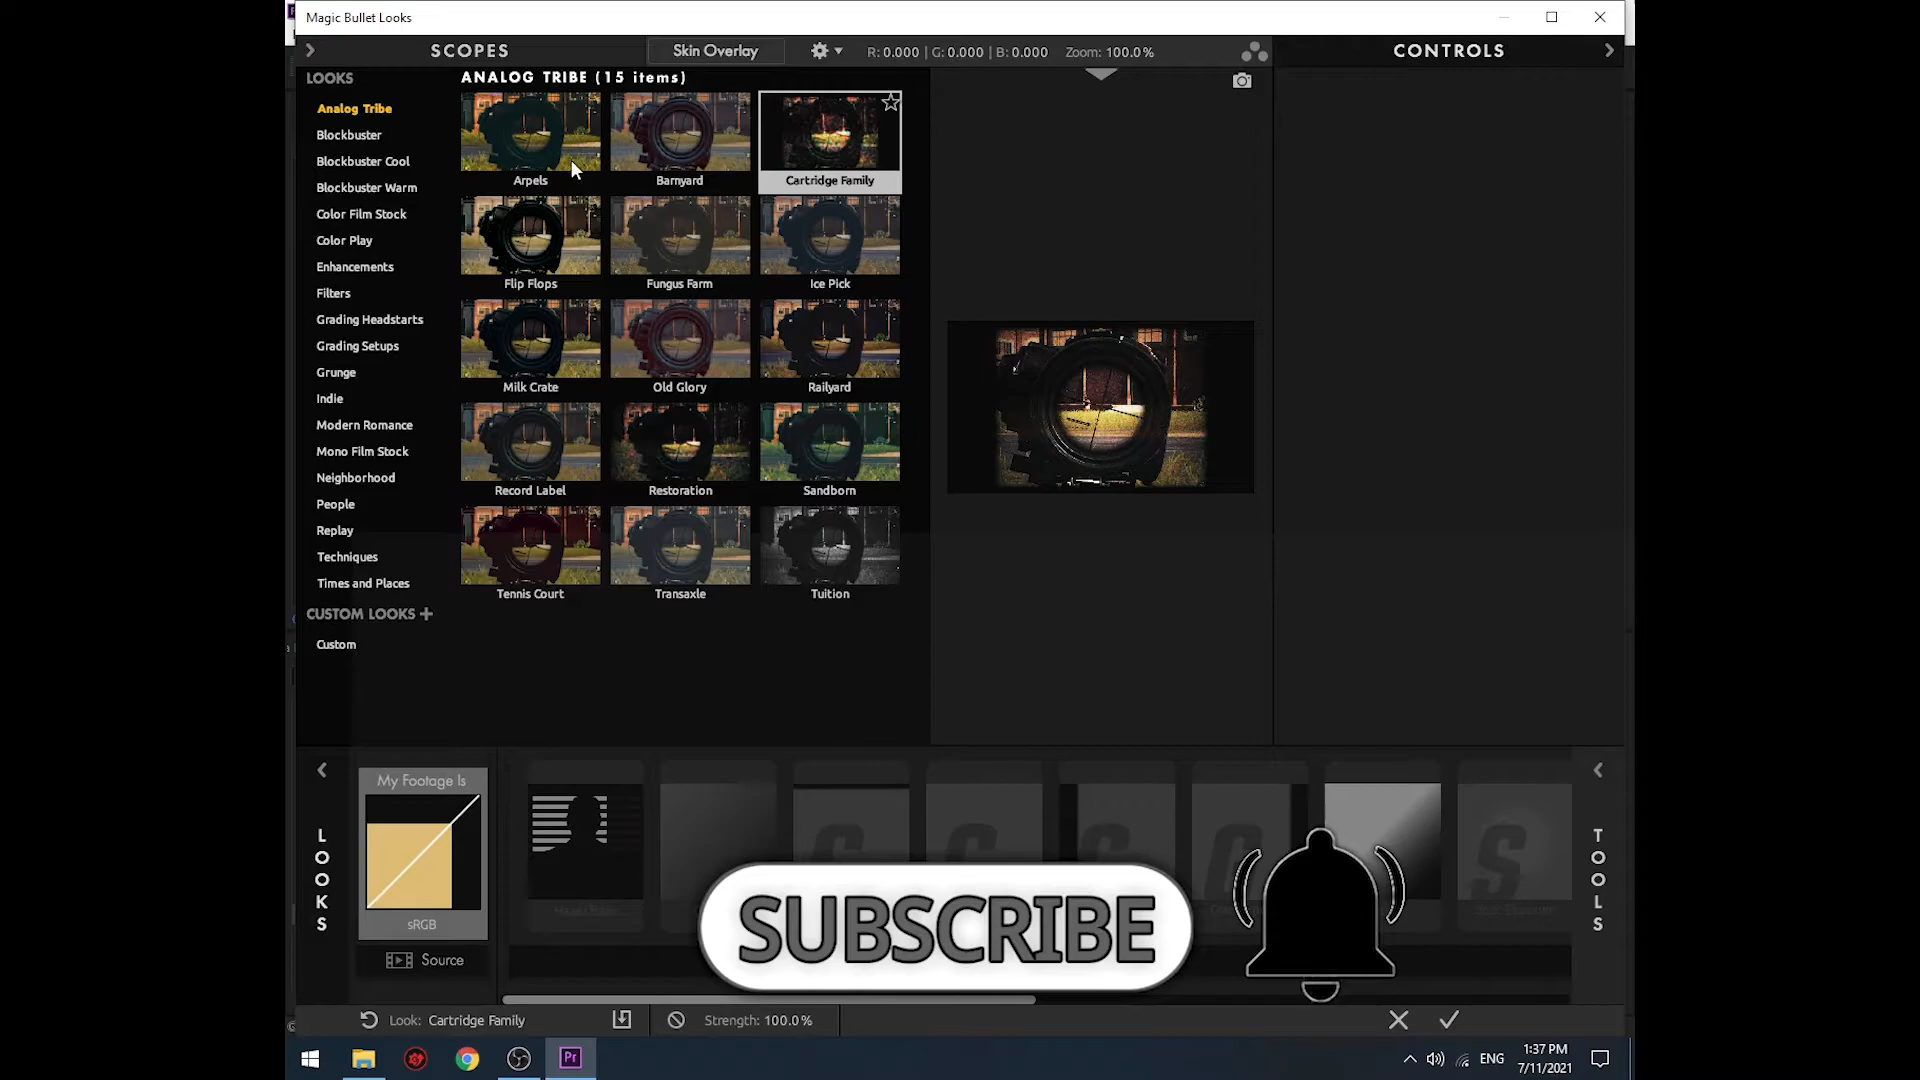 Magic Bullet Looks
SCOPES
Skin Overlay
R: 0.000 | G: 0.000 | B: 0.000 Zoom: 100.0%
CONTROLS
LOOKS
Analog Tribe
Blockbuster
Blockbuster Cool
Blockbuster Warm
Color Film Stock
Color Play
Enhancements
Filters
Grading Headstarts
Grading Setups
Grunge
Indie
Modern Romance
Mono Film Stock
Neighborhood
People
Replay
Techniques
Times and Places
CUSTOM LOOKS +
Custom
ANALOG TRIBE (15 items)
Arpels
Barnyard
Cartridge Family
Flip Flops
Fungus Farm
Ice Pick
Milk Crate
Old Glory
Railyard
Record Label
Restoration
Sandborn
Tennis Court
Transaxle
Tuition
LOOKS
My Footage Is
sRGB
Source
SUBSCRIBE
TOOLS
Look: Cartridge Family
Strength: 100.0%
Pr
ENG
1:37 PM
7/11/2021